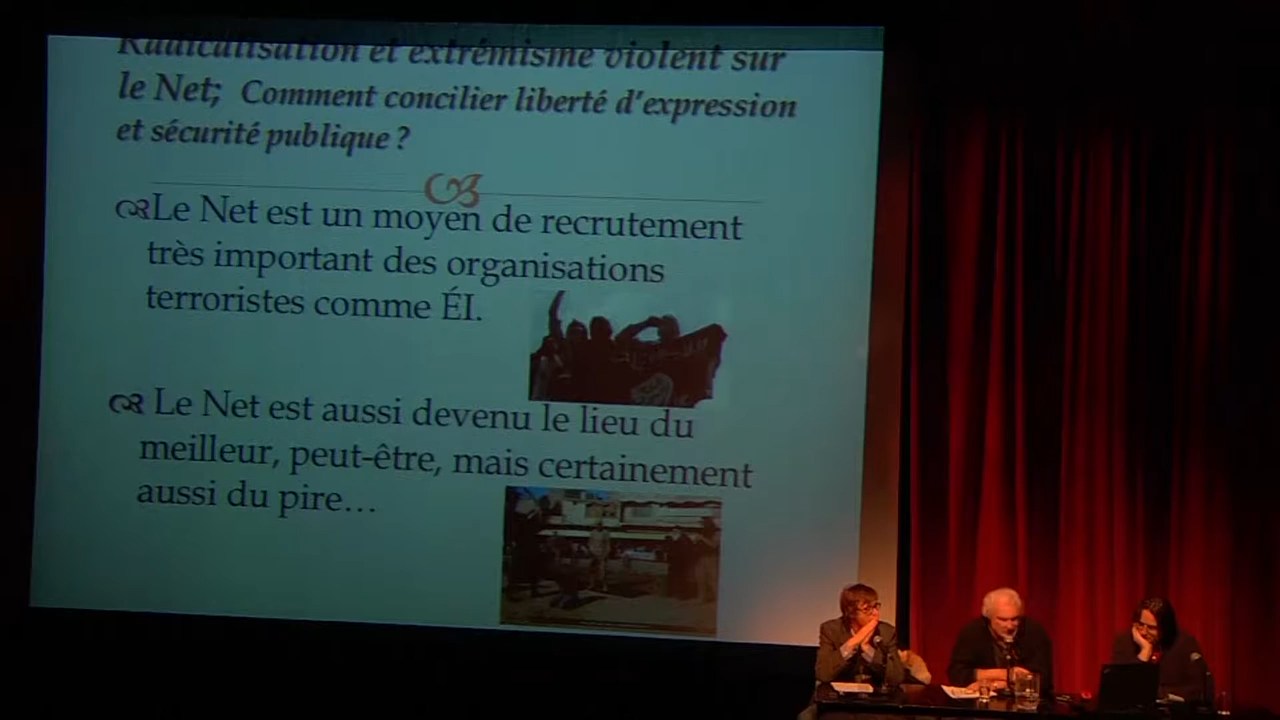 Radicalisation et extrémisme violent sur
le Net; Comment concilier liberté d'expression
et sécurité publique ?
Le Net est un moyen de recrutement
très important des organisations
terroristes comme ÉI.
Le Net est aussi devenu le lieu du
meilleur, peut-être, mais certainement
aussi du pire…